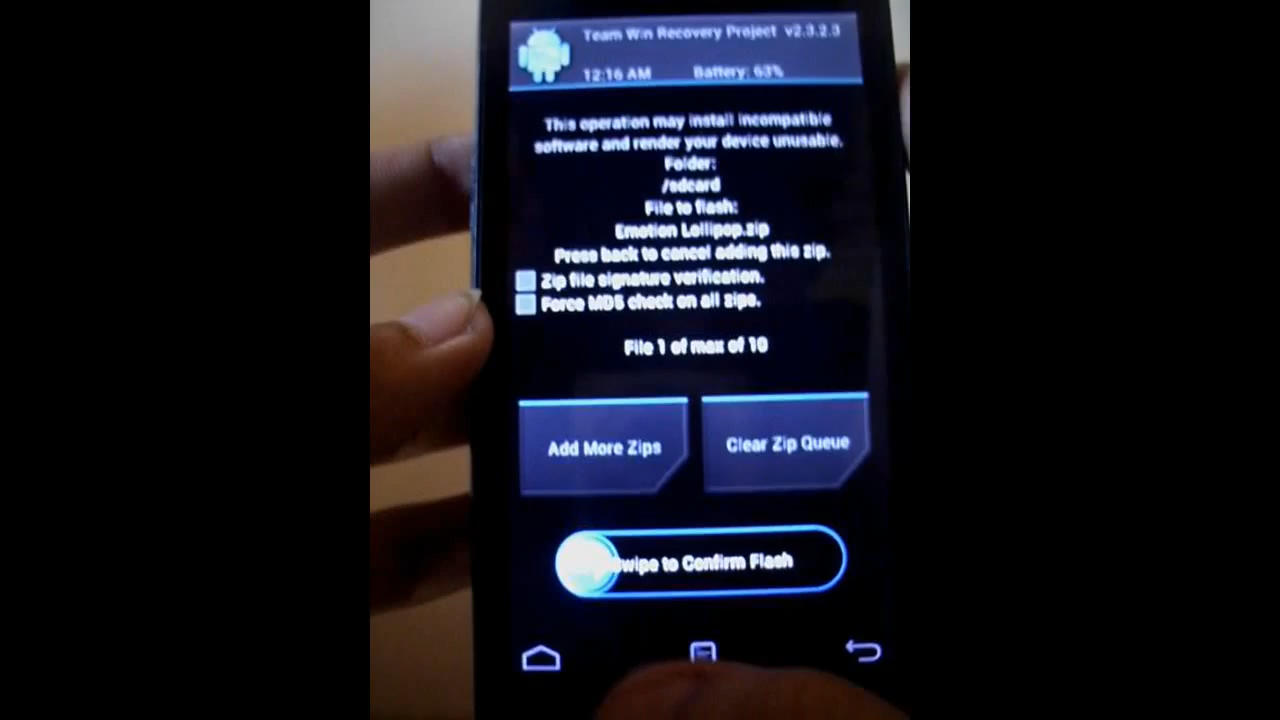 Team Win Recovery Project v2.3.2.3
12:16 AM Battery: 63%
This operation may install incompatible
software and render your device unusable.
Folder:
/sdcard
File to flash:
Emotion Lollipop.zip
Press back to cancel adding this zip.
Zip file signature verification.
Force MD5 check on all zips.
File 1 of max of 10
Add More Zips
Clear Zip Queue
Swipe to Confirm Flash